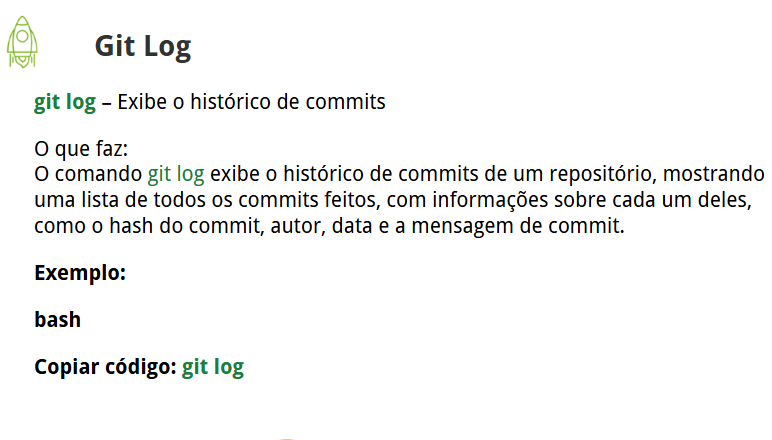 Git Log
git log – Exibe o histórico de commits
O que faz:
O comando git log exibe o histórico de commits de um repositório, mostrando
uma lista de todos os commits feitos, com informações sobre cada um deles,
como o hash do commit, autor, data e a mensagem de commit.
Exemplo:
bash
Copiar código: git log